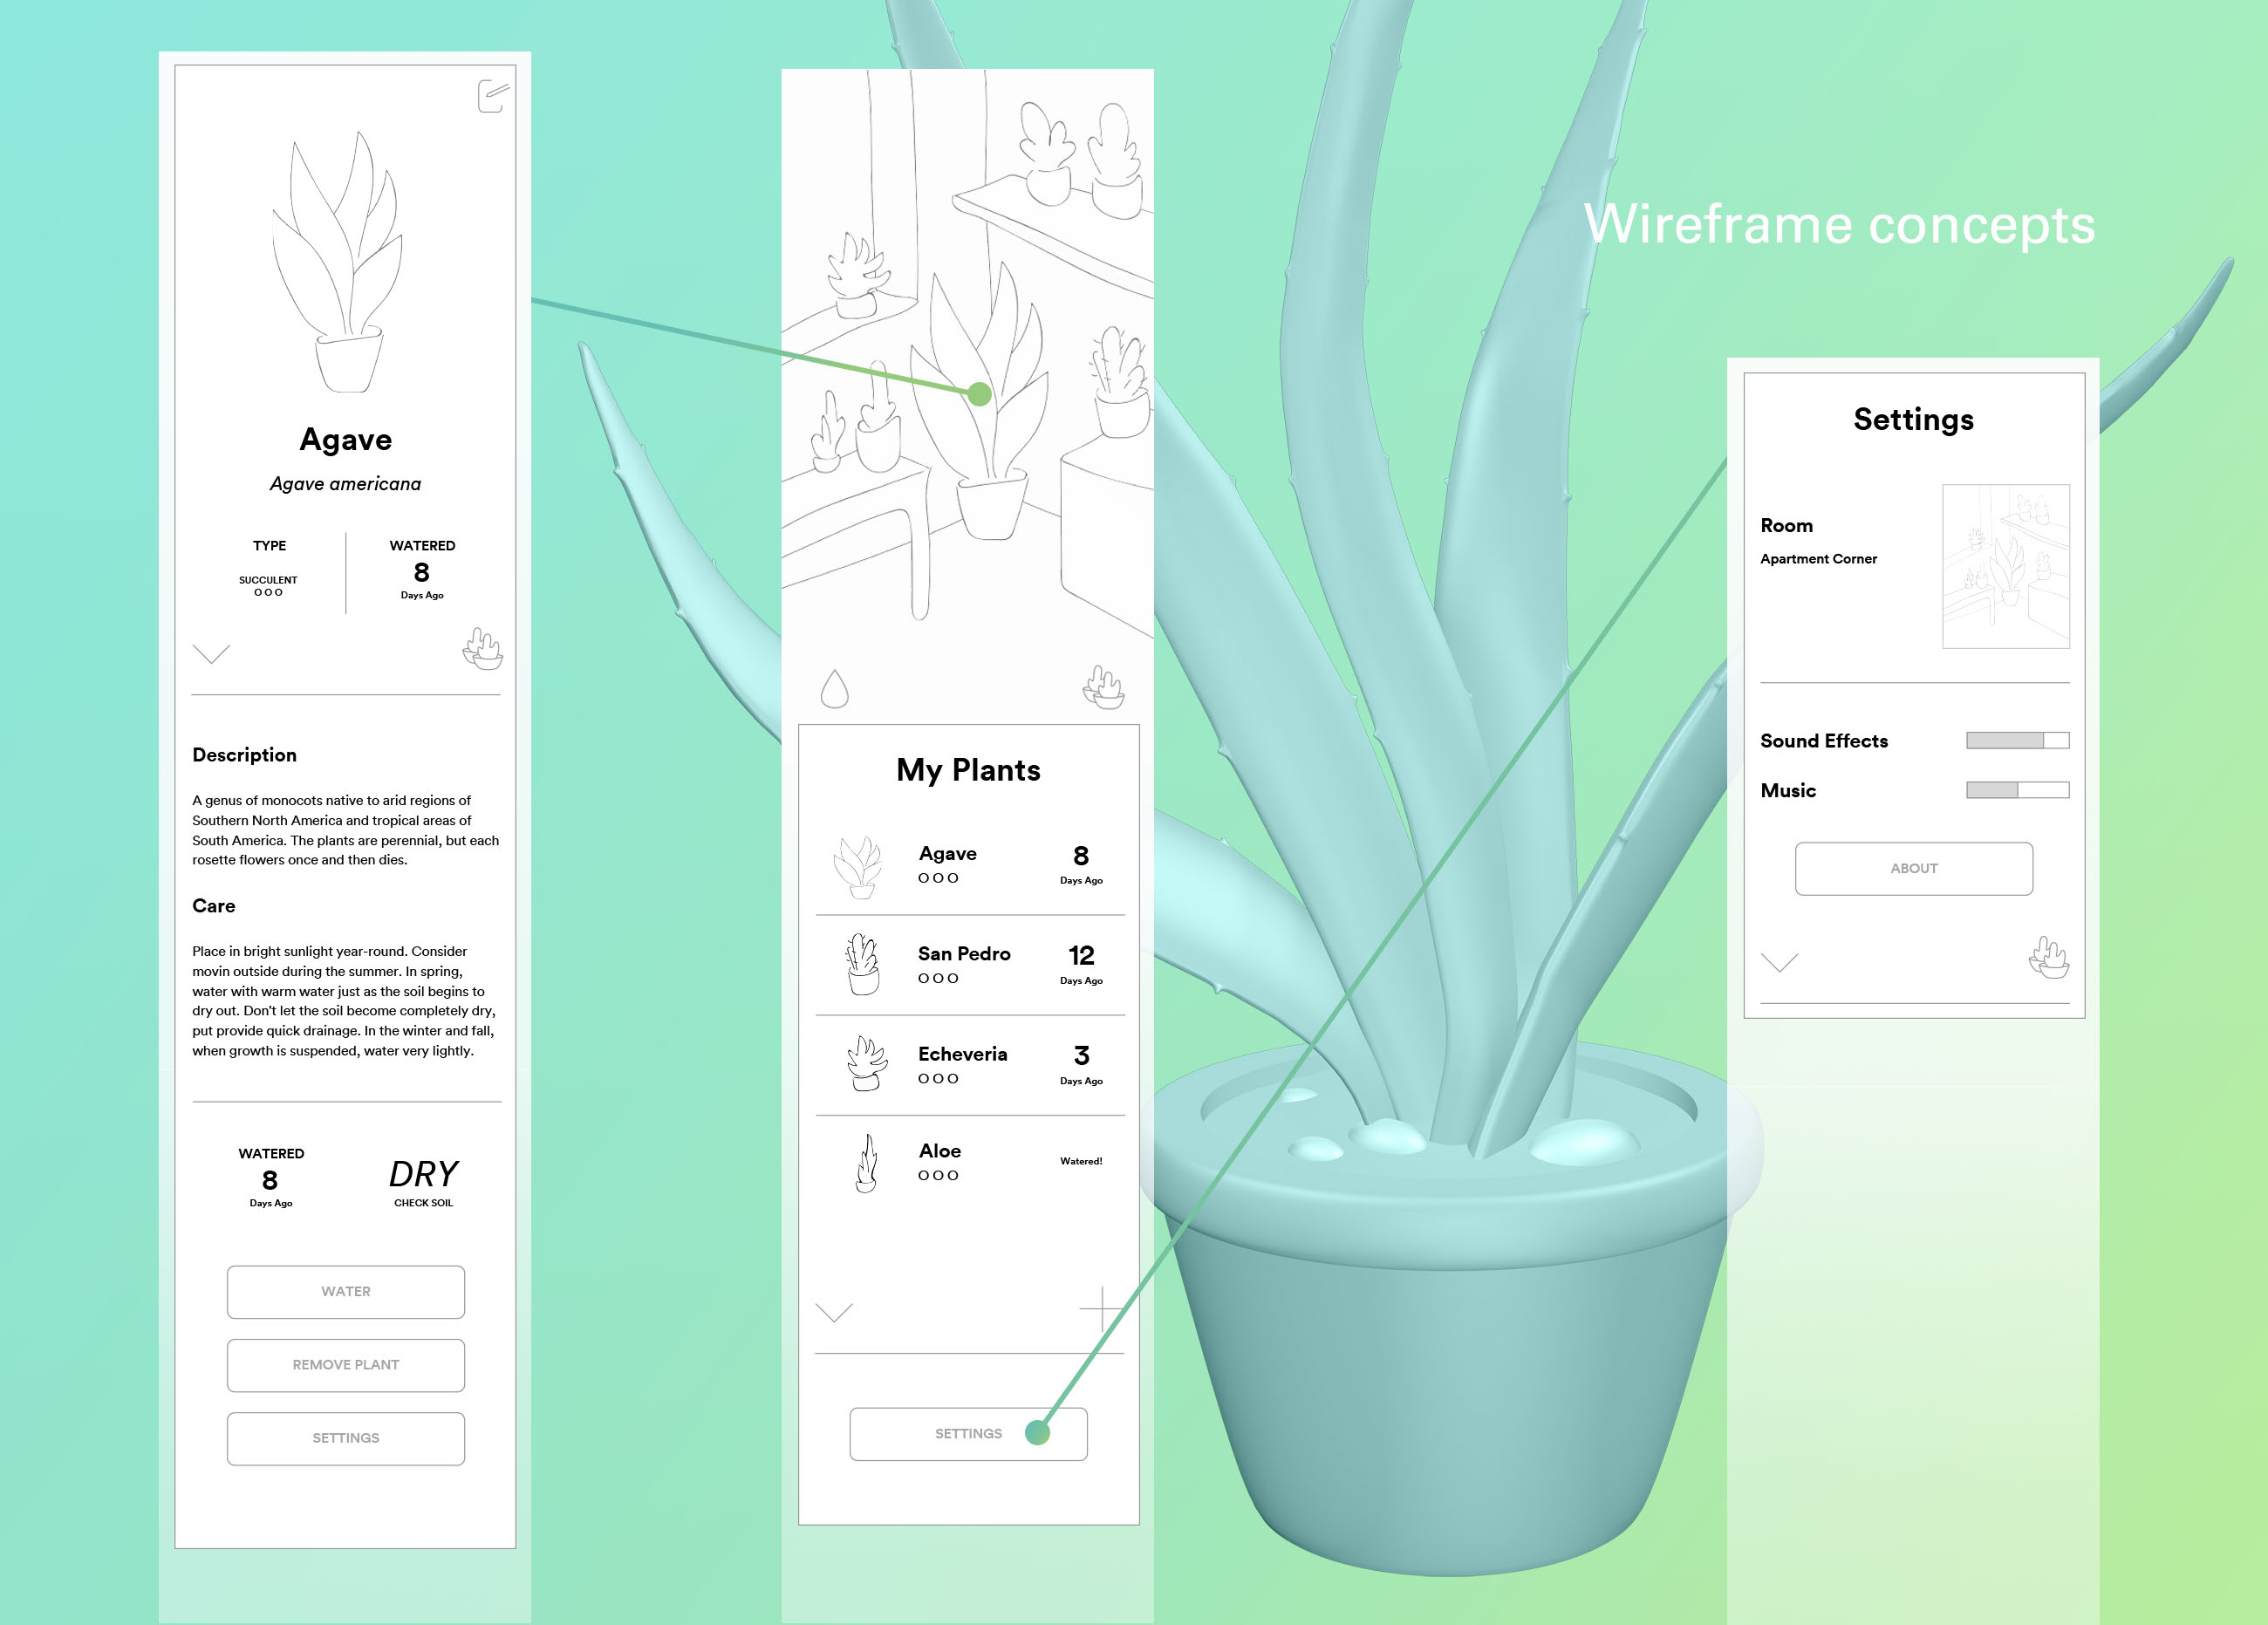 Wireframe concepts
Agave
Agave americana
TYPE
SUCCULENT
WATERED
8
Days Ago
Description
A genus of monocots native to arid regions of
Southern North America and tropical areas of
South America. The plants are perennial, but each
rosette flowers once and then dies.
Care
Place in bright sunlight year-round. Consider
movin outside during the summer. In spring,
water with warm water just as the soil begins to
dry out. Don't let the soil become completely dry,
put provide quick drainage. In the winter and fall,
when growth is suspended, water very lightly.
WATERED
8
Days Ago
DRY
CHECK SOIL
WATER
REMOVE PLANT
SETTINGS
My Plants
Agave
8
Days Ago
San Pedro
12
Days Ago
Echeveria
3
Days Ago
Aloe
Watered!
SETTINGS
Settings
Room
Apartment Corner
Sound Effects
Music
ABOUT